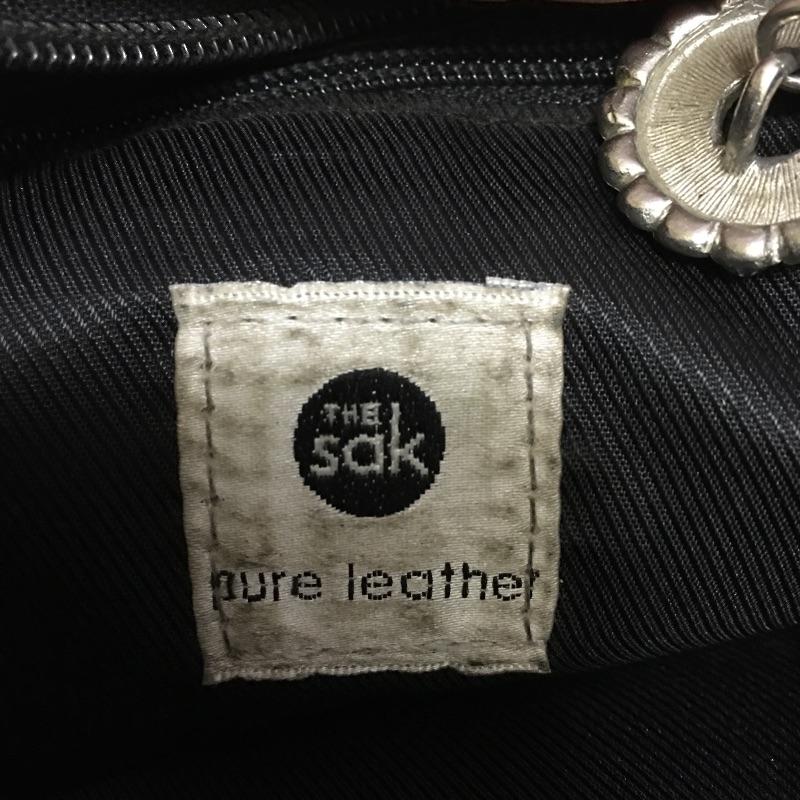 THE
sak
pure leather